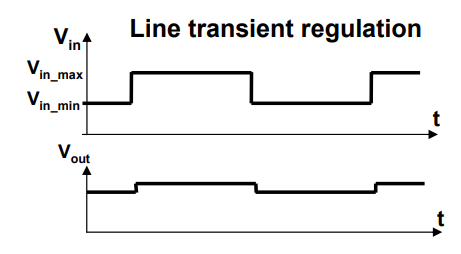 Line transient regulation
Vin
Vin_max
Vin_min
t
Vout
t